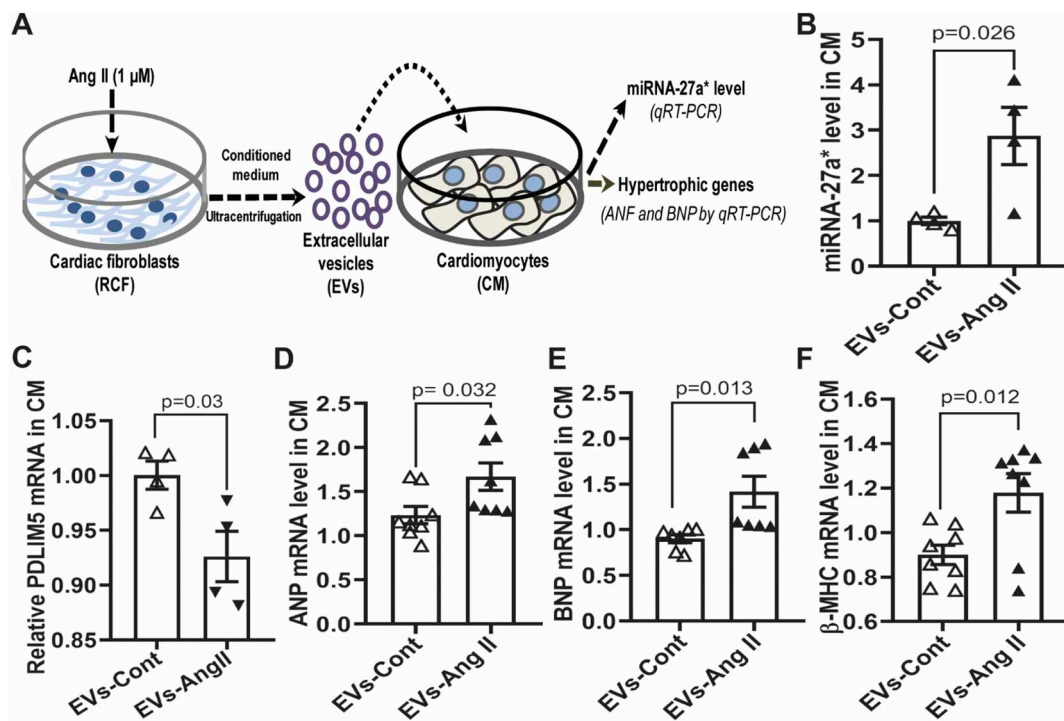 A
Ang II (1 µM)
Cardiac fibroblasts
(RCF)
Conditioned
medium
Ultracentrifugation
Extracellular
vesicles
(EVs)
Cardiomyocytes
(CM)
miRNA-27a* level
(qRT-PCR)
Hypertrophic genes
(ANF and BNP by qRT-PCR)
B
miRNA-27a* level in CM
p=0.026
5
4
3
2
1
0
EVs-Cont
EVs-Ang II
C
Relative PDLIM5 mRNA in CM
p=0.03
1.05
1.00
0.95
0.90
0.85
EVs-Cont
EVs-AngII
D
ANP mRNA level in CM
p= 0.032
2.5
2.0
1.5
1.0
0.5
0.0
EVs-Cont
EVs-Ang II
E
BNP mRNA level in CM
p=0.013
2.5
2.0
1.5
1.0
0.5
0.0
EVs-Cont
EVs-Ang II
F
β-MHC mRNA level in CM
p=0.012
1.6
1.4
1.2
1.0
0.8
0.6
EVs-Cont
EVs-Ang II